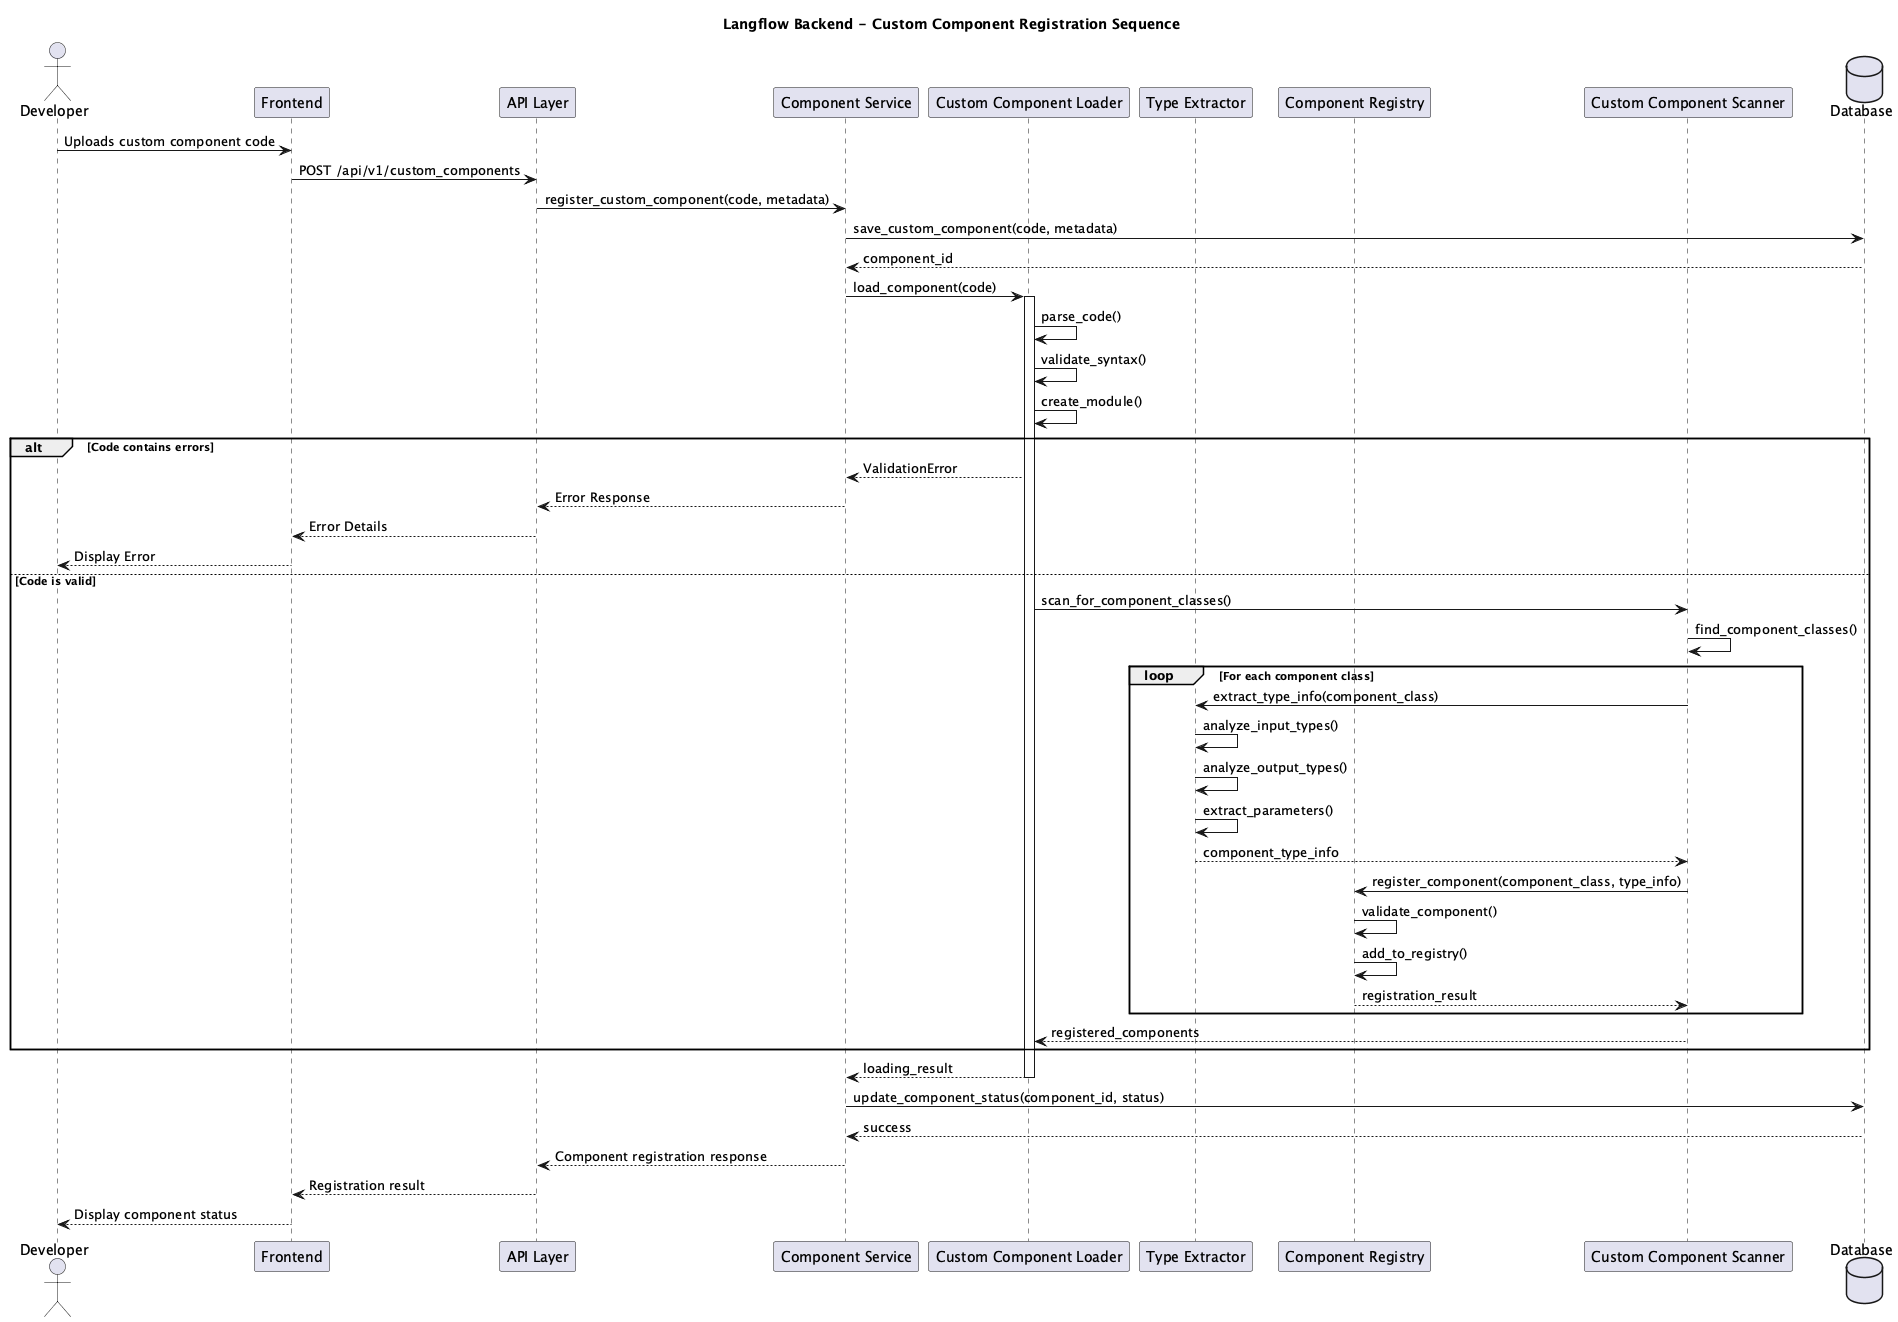 Langflow Backend - Custom Component Registration Sequence
Developer
Frontend
API Layer
Component Service
Custom Component Loader
Type Extractor
Component Registry
Custom Component Scanner
Database
Uploads custom component code
POST /api/v1/custom_components
register_custom_component(code, metadata)
save_custom_component(code, metadata)
component_id
load_component(code)
parse_code()
validate_syntax()
create_module()
alt
[Code contains errors]
ValidationError
Error Response
Error Details
Display Error
[Code is valid]
scan_for_component_classes()
find_component_classes()
loop
[For each component class]
extract_type_info(component_class)
analyze_input_types()
analyze_output_types()
extract_parameters()
component_type_info
register_component(component_class, type_info)
validate_component()
add_to_registry()
registration_result
registered_components
loading_result
update_component_status(component_id, status)
success
Component registration response
Registration result
Display component status
Developer
Frontend
API Layer
Component Service
Custom Component Loader
Type Extractor
Component Registry
Custom Component Scanner
Database